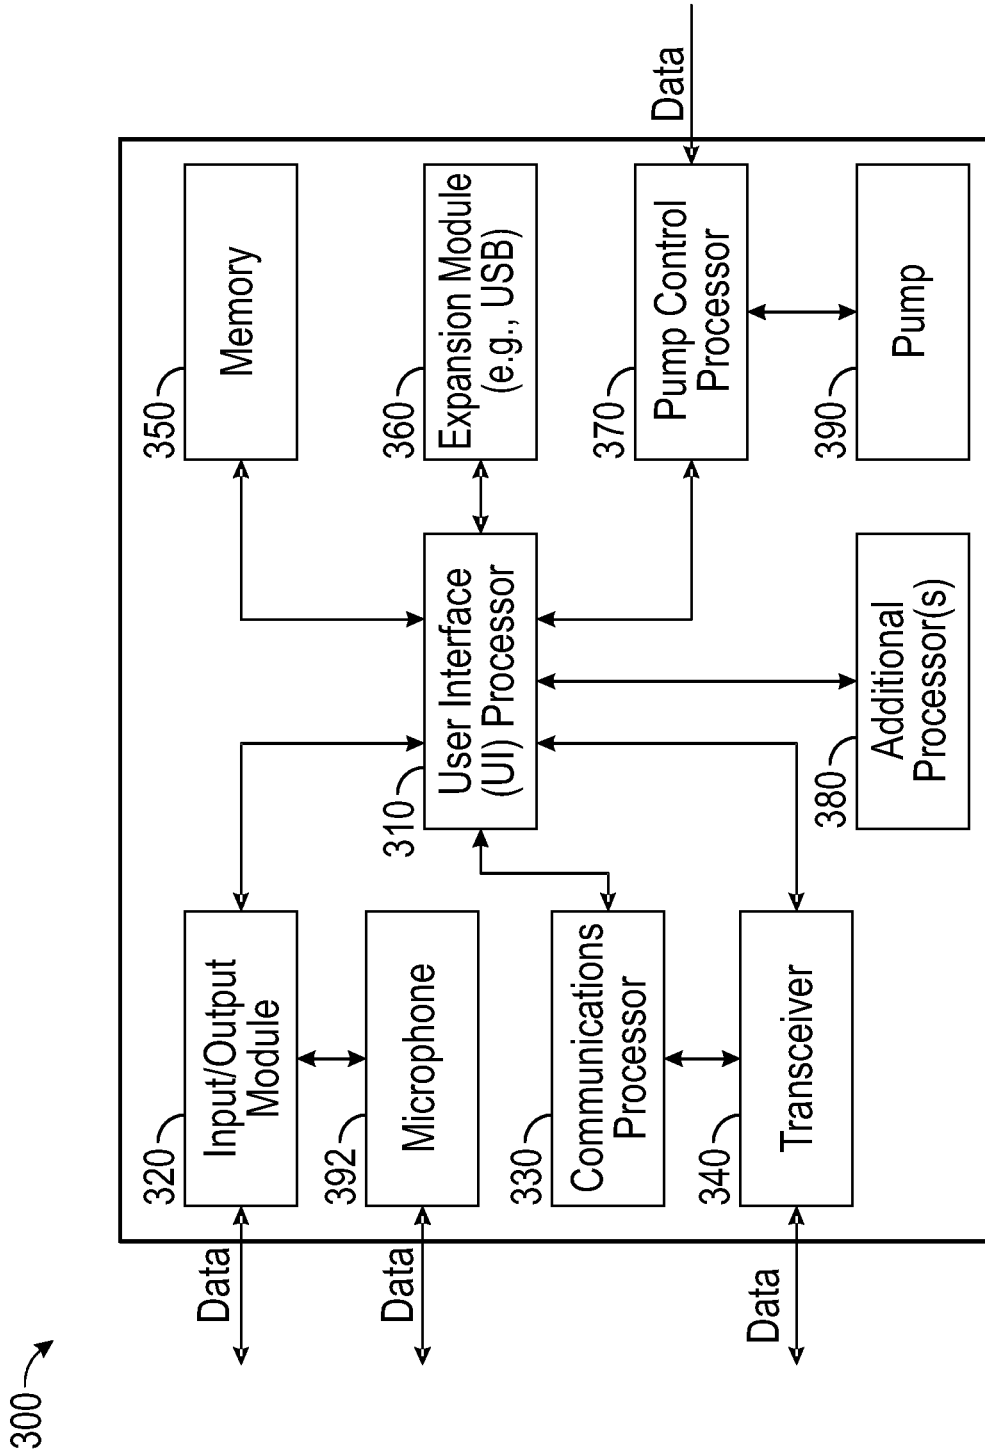 300
Data
320
Input/Output
Module
350
Memory
Data
392
Microphone
310
User Interface
(UI) Processor
360
Expansion Module
(e.g., USB)
330
Communications
Processor
370
Pump Control
Processor
Data
Data
340
Transceiver
380
Additional
Processor(s)
390
Pump